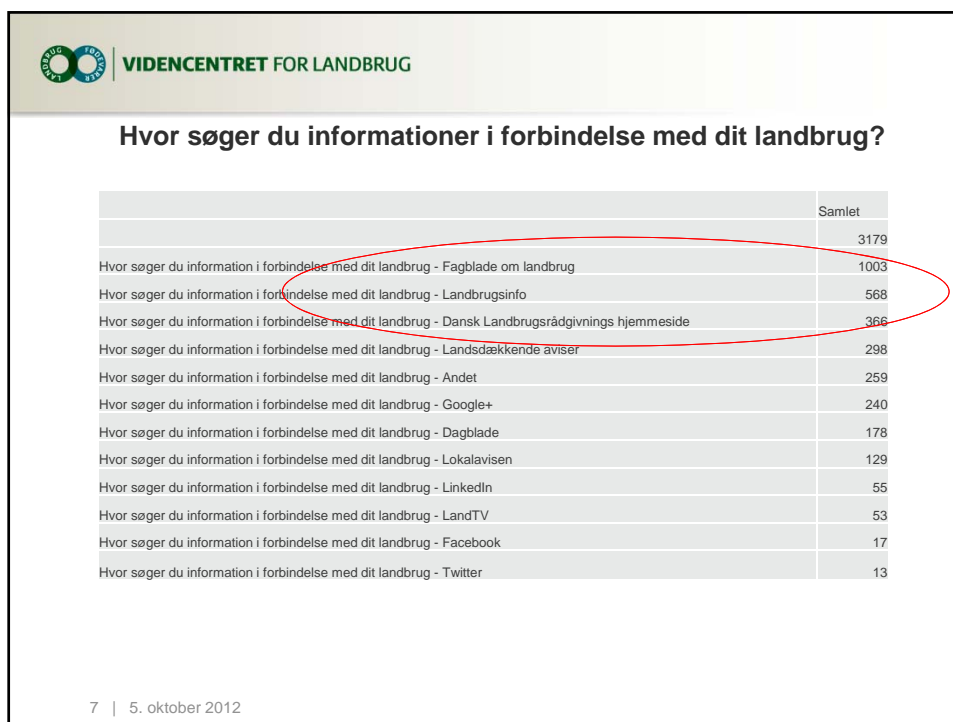 LANDBRUG FØDEVARER
VIDENCENTRET FOR LANDBRUG
Hvor søger du informationer i forbindelse med dit landbrug?
Samlet
3179
Hvor søger du information i forbindelse med dit landbrug - Fagblade om landbrug 1003
Hvor søger du information i forbindelse med dit landbrug - Landbrugsinfo 568
Hvor søger du information i forbindelse med dit landbrug - Dansk Landbrugsrådgivnings hjemmeside 366
Hvor søger du information i forbindelse med dit landbrug - Landsdækkende aviser 298
Hvor søger du information i forbindelse med dit landbrug - Andet 259
Hvor søger du information i forbindelse med dit landbrug - Google+ 240
Hvor søger du information i forbindelse med dit landbrug - Dagblade 178
Hvor søger du information i forbindelse med dit landbrug - Lokalavisen 129
Hvor søger du information i forbindelse med dit landbrug - LinkedIn 55
Hvor søger du information i forbindelse med dit landbrug - LandTV 53
Hvor søger du information i forbindelse med dit landbrug - Facebook 17
Hvor søger du information i forbindelse med dit landbrug - Twitter 13
7 | 5. oktober 2012